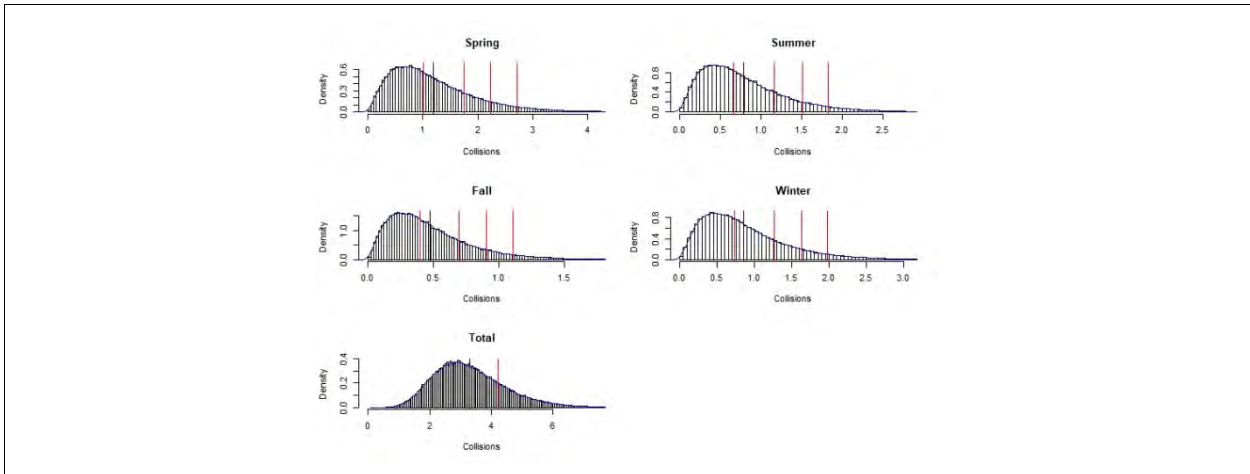 Spring
Density
0.0 0.3 0.6
0 1 2 3 4
Collisions
Summer
Density
0.0 0.4 0.8
0.0 0.5 1.0 1.5 2.0 2.5
Collisions
Fall
Density
0.0 1.0
0.0 0.5 1.0 1.5
Collisions
Winter
Density
0.0 0.4 0.8
0.0 0.5 1.0 1.5 2.0 2.5 3.0
Collisions
Total
Density
0.0 0.2 0.4
0 2 4 6
Collisions